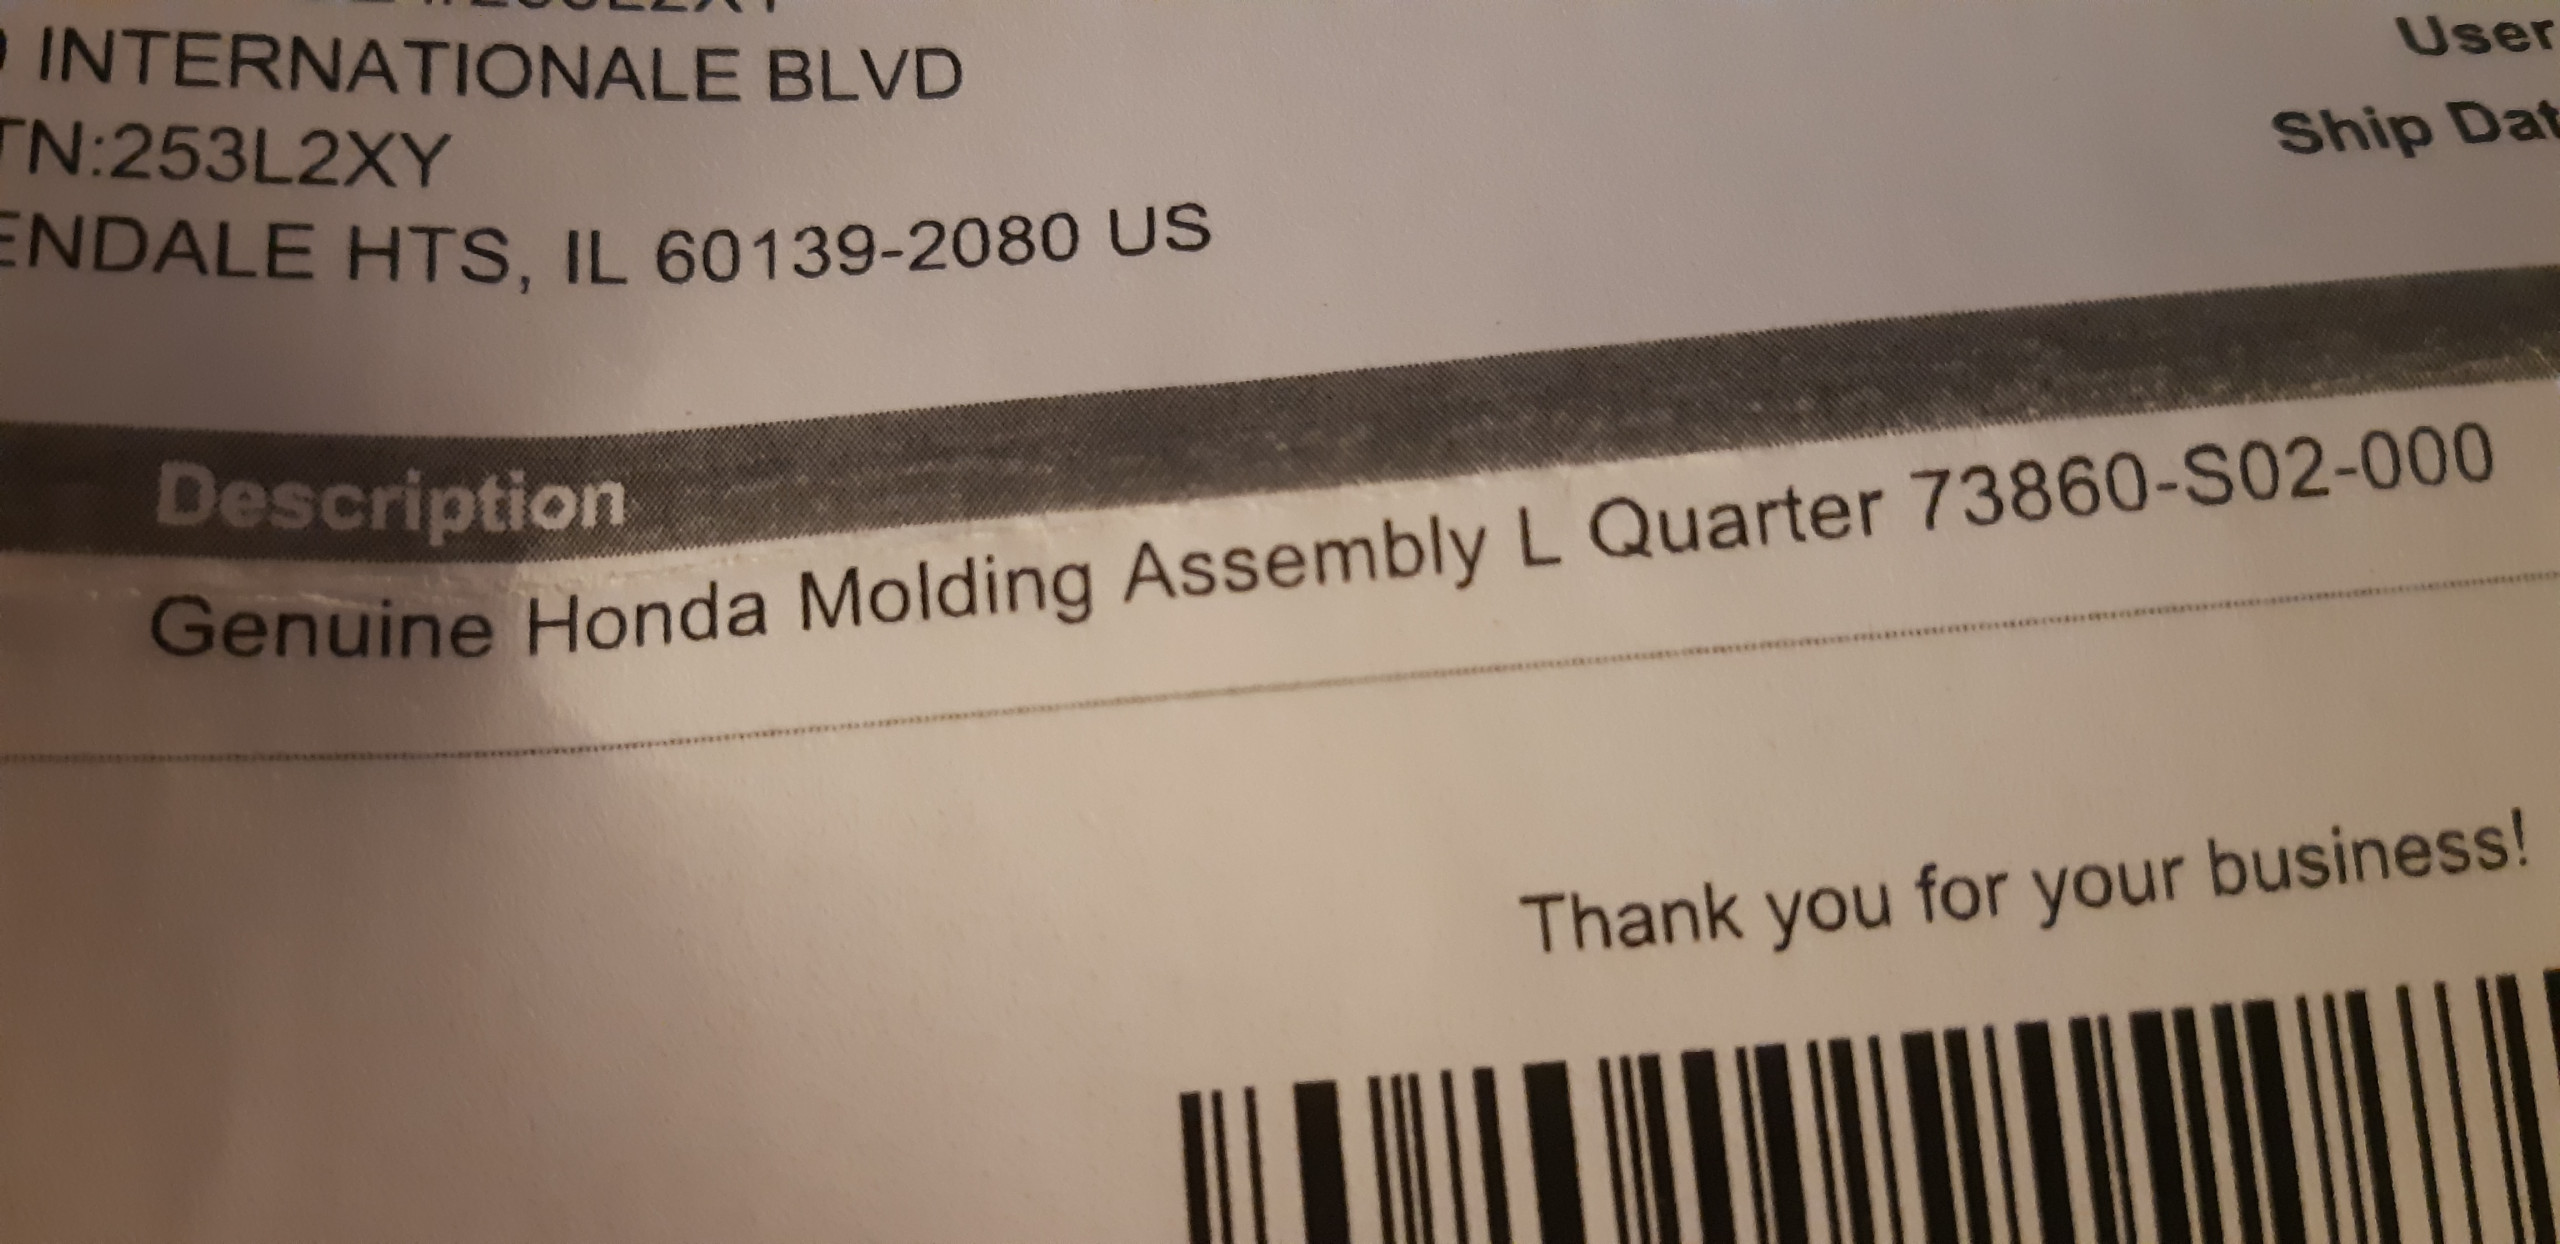 INTERNATIONALE BLVD
TN:253L2XY
ENDALE HTS, IL 60139-2080 US
User
Ship Dat
Description
Genuine Honda Molding Assembly L Quarter 73860-S02-000
Thank you for your business!